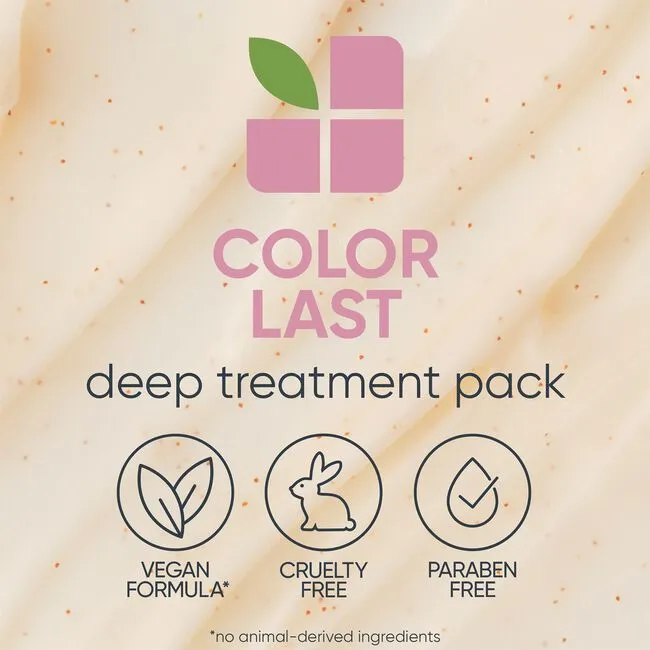 COLOR
LAST
deep treatment pack
VEGAN
FORMULA*
CRUELTY
FREE
PARABEN
FREE
*no animal-derived ingredients